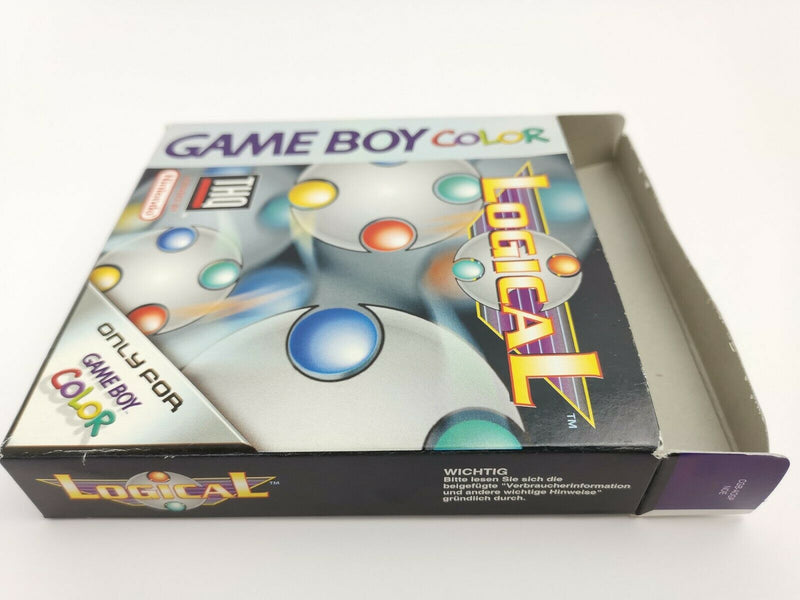 GAME BOY COLOR
LOGICAL
TM
THQ
Nintendo
ONLY FOR
GAME BOY
COLOR
LOGICAL
TM
WICHTIG
Bitte lesen Sie sich die
beigefügte "Verbraucherinformation
und andere wichtige Hinweise"
gründlich durch.
NOE